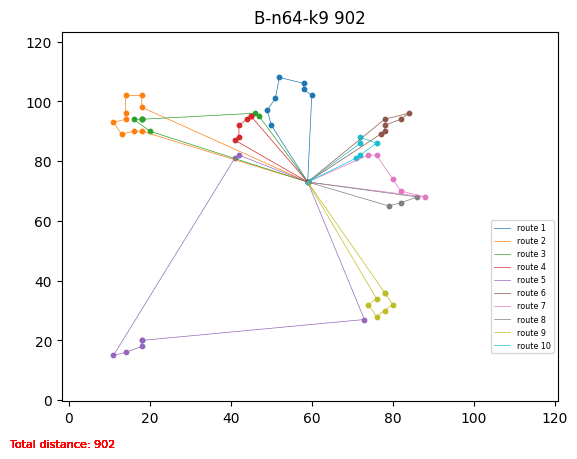 B-n64-k9 902
120
100
80
60
40
20
0
0 20 40 60 80 100 120
route 1
route 2
route 3
route 4
route 5
route 6
route 7
route 8
route 9
route 10
Total distance: 902